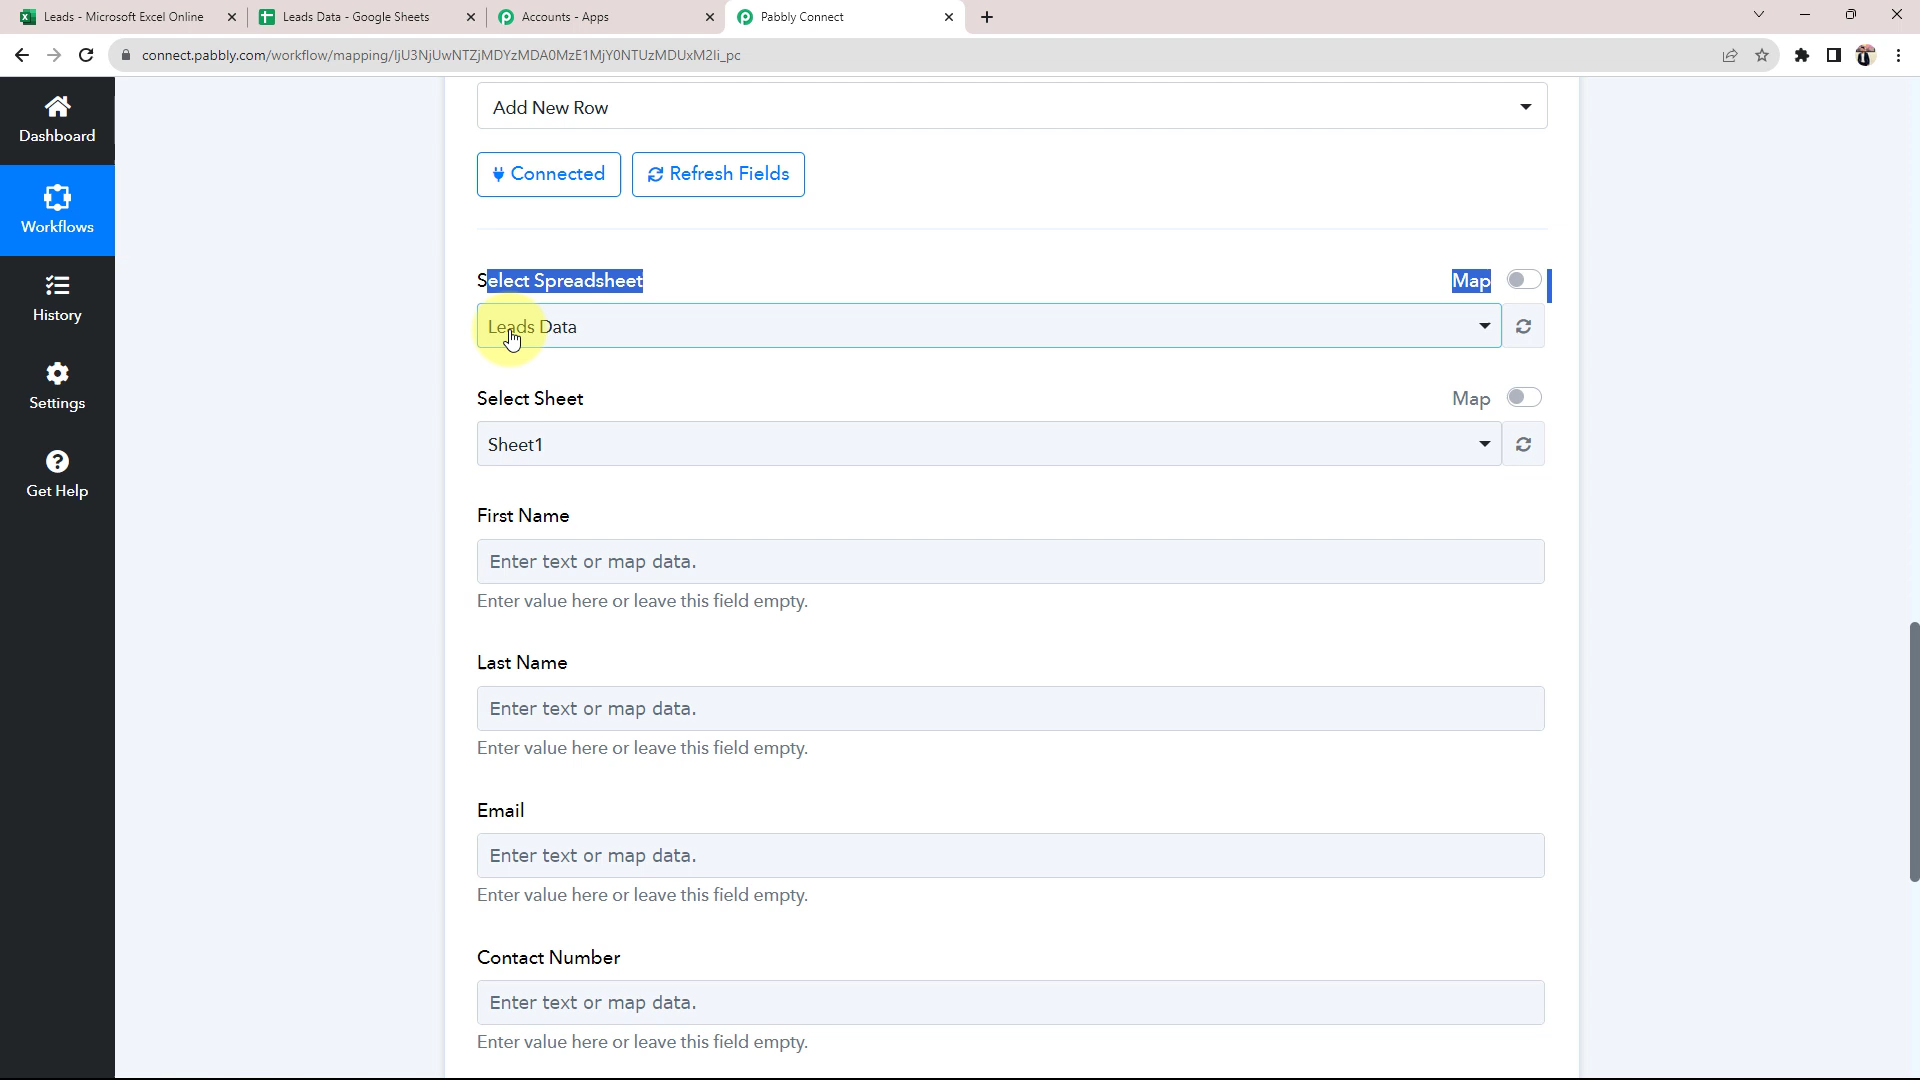 Leads - Microsoft Excel Online
Leads Data - Google Sheets
Accounts - Apps
Pabbly Connect
connect.pabbly.com/workflow/mapping/IjU3NjUwNTZjMDYzMDA0MzE1MjY0NTUzMDUxM2Ii_pc
Dashboard
Workflows
History
Settings
Get Help
Add New Row
Connected
Refresh Fields
Select Spreadsheet
Map
Leads Data
Select Sheet
Map
Sheet1
First Name
Enter text or map data.
Enter value here or leave this field empty.
Last Name
Enter text or map data.
Enter value here or leave this field empty.
Email
Enter text or map data.
Enter value here or leave this field empty.
Contact Number
Enter text or map data.
Enter value here or leave this field empty.